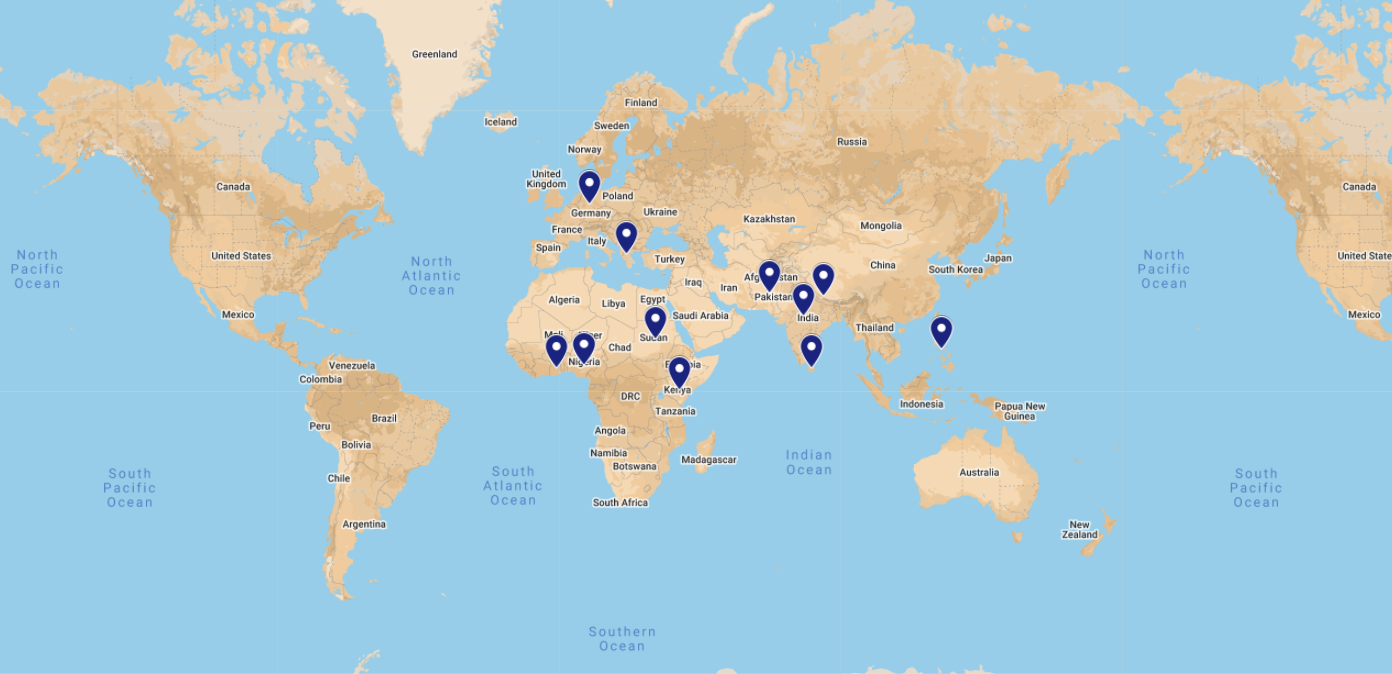 Greenland
Finland
Iceland
Sweden
Russia
Norway
United
Kingdom
Canada
Poland
Canada
Germany
Ukraine
Kazakhstan
Mongolia
France
Italy
Spain
United States
Turkey
Japan
United State
North
Pacific
Ocean
North
Atlantic
Ocean
China
South Korea
North
Pacific
Ocean
Iraq
Iran
Pakistan
Algeria
Libya
Egypt
Saudi Arabia
India
Mexico
Mexico
Thailand
Mali
Chad
Sudan
Nigeria
Venezuela
Colombia
Kenya
DRC
Tanzania
Indonesia
Papua New
Guinea
Brazil
Peru
Angola
Bolivia
Namibia
Botswana
Madagascar
Indian
Ocean
Australia
Chile
South
Pacific
Ocean
South
Atlantic
Ocean
South
Pacific
Ocean
South Africa
Argentina
New
Zealand
Southern
Ocean